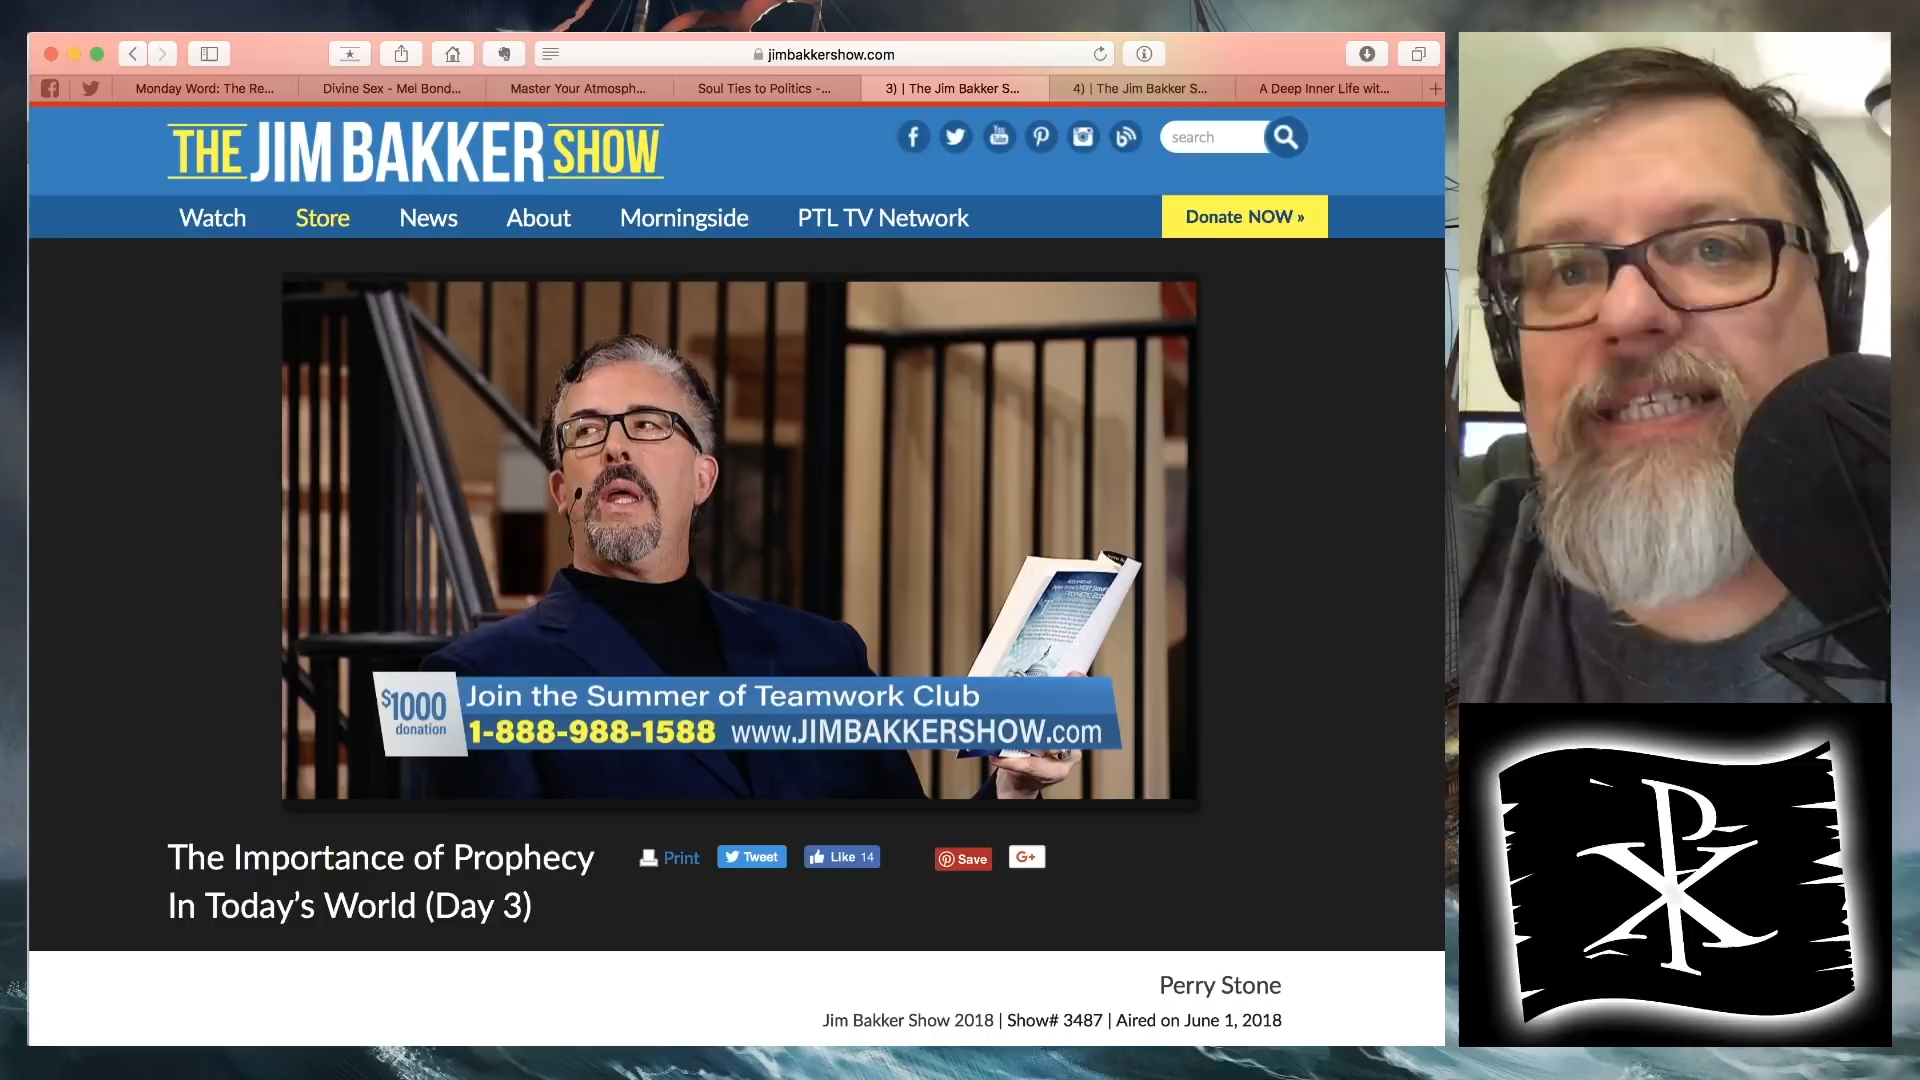 jimbakkershow.com
Monday Word: The Re...
Divine Sex - Mel Bond...
Master Your Atmosph...
Soul Ties to Politics -...
3) | The Jim Bakker S...
4) | The Jim Bakker S...
A Deep Inner Life wit...
THE JIM BAKKER SHOW
You Tube
search
Watch
Store
News
About
Morningside
PTL TV Network
Donate NOW »
$1000 donation
Join the Summer of Teamwork Club
1-888-988-1588 www.JIMBAKKERSHOW.com
The Importance of Prophecy
In Today's World (Day 3)
Print
Tweet
Like 14
Save
G+
Perry Stone
Jim Bakker Show 2018 | Show# 3487 | Aired on June 1, 2018